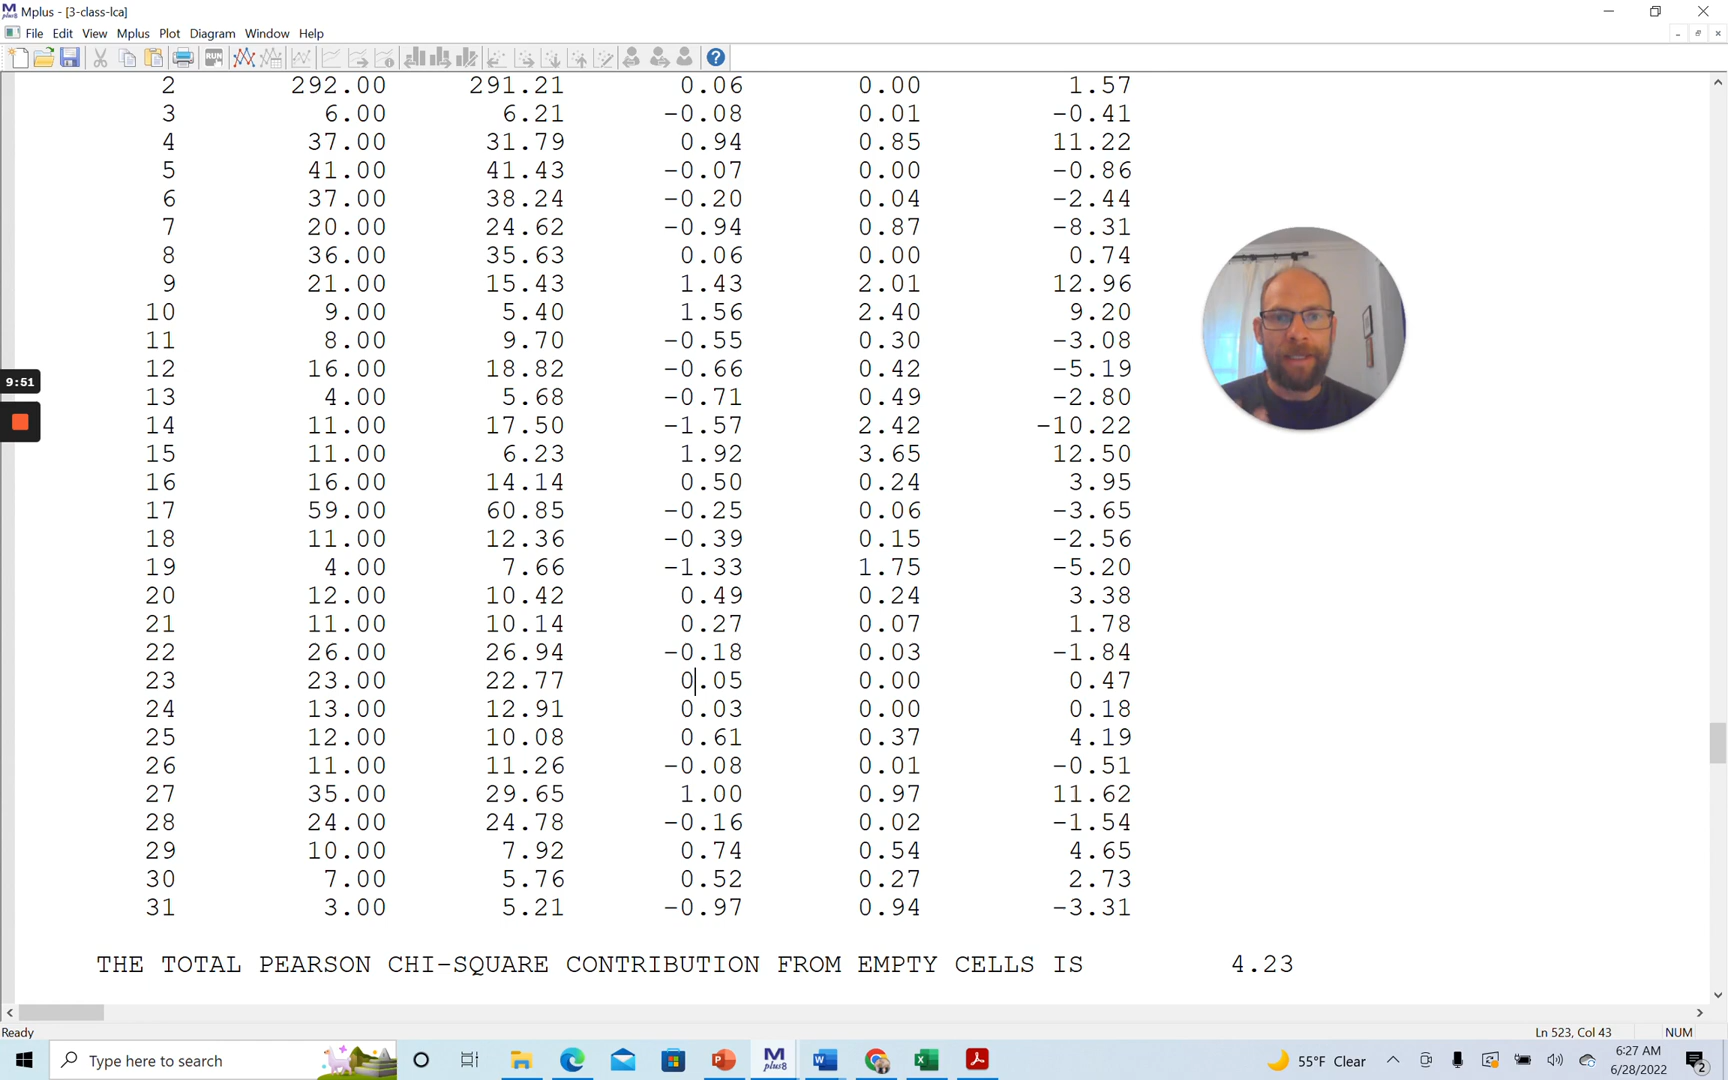 Mplus - [3-class-lca]
File Edit View Mplus Plot Diagram Window Help
RUN
2 292.00 291.21 0.06 0.00 1.57
3 6.00 6.21 -0.08 0.01 -0.41
4 37.00 31.79 0.94 0.85 11.22
5 41.00 41.43 -0.07 0.00 -0.86
6 37.00 38.24 -0.20 0.04 -2.44
7 20.00 24.62 -0.94 0.87 -8.31
8 36.00 35.63 0.06 0.00 0.74
9 21.00 15.43 1.43 2.01 12.96
10 9.00 5.40 1.56 2.40 9.20
11 8.00 9.70 -0.55 0.30 -3.08
12 16.00 18.82 -0.66 0.42 -5.19
9:51
13 4.00 5.68 -0.71 0.49 -2.80
14 11.00 17.50 -1.57 2.42 -10.22
15 11.00 6.23 1.92 3.65 12.50
16 16.00 14.14 0.50 0.24 3.95
17 59.00 60.85 -0.25 0.06 -3.65
18 11.00 12.36 -0.39 0.15 -2.56
19 4.00 7.66 -1.33 1.75 -5.20
20 12.00 10.42 0.49 0.24 3.38
21 11.00 10.14 0.27 0.07 1.78
22 26.00 26.94 -0.18 0.03 -1.84
23 23.00 22.77 0.05 0.00 0.47
24 13.00 12.91 0.03 0.00 0.18
25 12.00 10.08 0.61 0.37 4.19
26 11.00 11.26 -0.08 0.01 -0.51
27 35.00 29.65 1.00 0.97 11.62
28 24.00 24.78 -0.16 0.02 -1.54
29 10.00 7.92 0.74 0.54 4.65
30 7.00 5.76 0.52 0.27 2.73
31 3.00 5.21 -0.97 0.94 -3.31
THE TOTAL PEARSON CHI-SQUARE CONTRIBUTION FROM EMPTY CELLS IS 4.23
Ready Ln 523, Col 43 NUM
Type here to search 55°F Clear 6:27 AM
6/28/2022